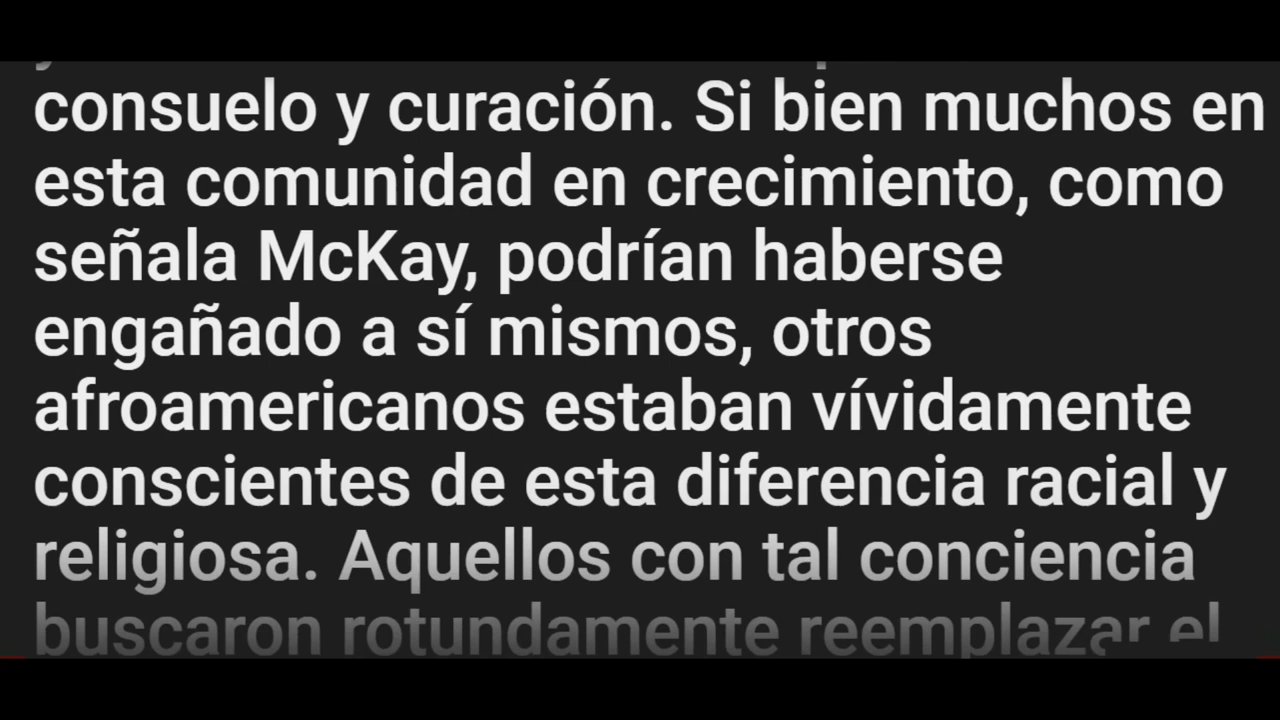 consuelo y curación. Si bien muchos en
esta comunidad en crecimiento, como
señala McKay, podrían haberse
engañado a sí mismos, otros
afroamericanos estaban vívidamente
conscientes de esta diferencia racial y
religiosa. Aquellos con tal conciencia
buscaron rotundamente reemplazar el